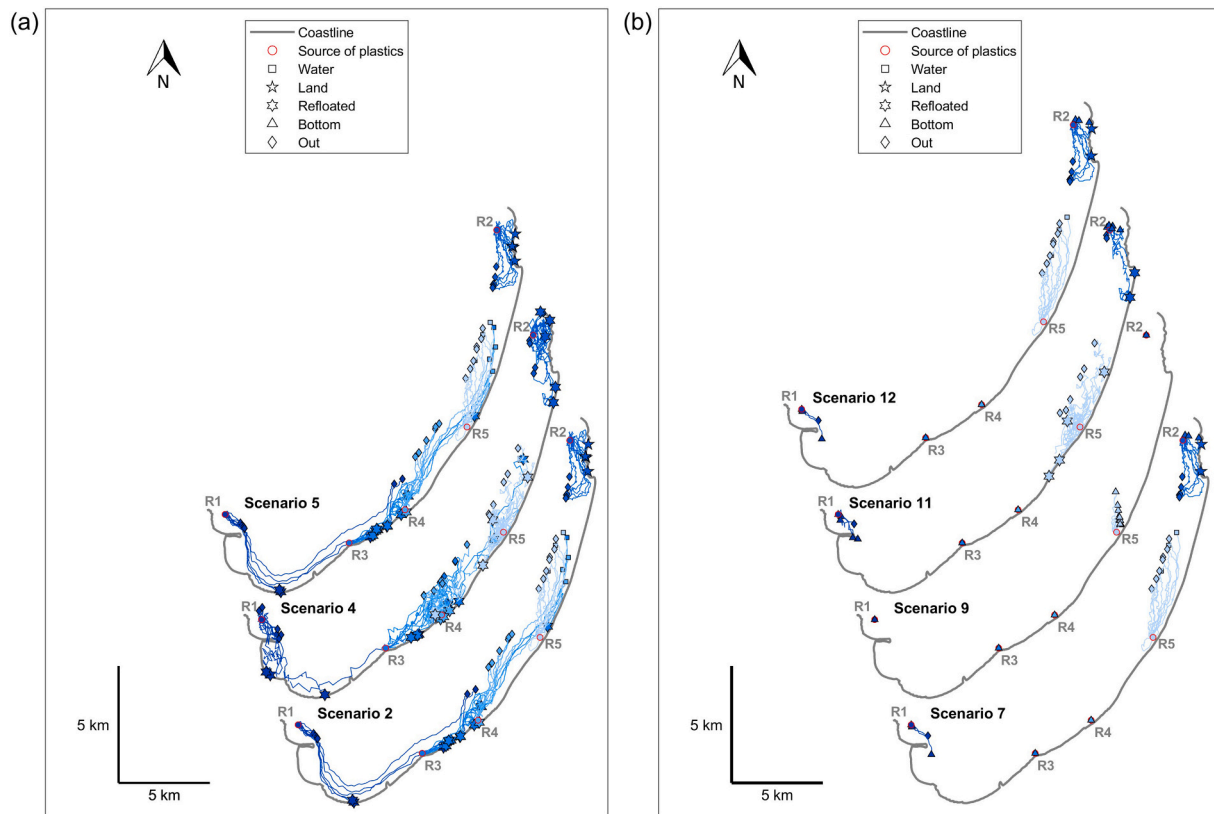 (a)
N
Coastline
Source of plastics
Water
Land
Refloated
Bottom
Out
R2
R2
R5
R1
Scenario 5
R4
R2
R3
R5
R1
Scenario 4
R4
R3
R5
R1
Scenario 2
R4
R3
5 km
5 km
(b)
N
Coastline
Source of plastics
Water
Land
Refloated
Bottom
Out
R2
R2
R5
R2
R1
Scenario 12
R4
R5
R2
R3
R1
Scenario 11
R4
R5
R3
R1
Scenario 9
R4
R5
R3
R1
Scenario 7
R4
R3
5 km
5 km